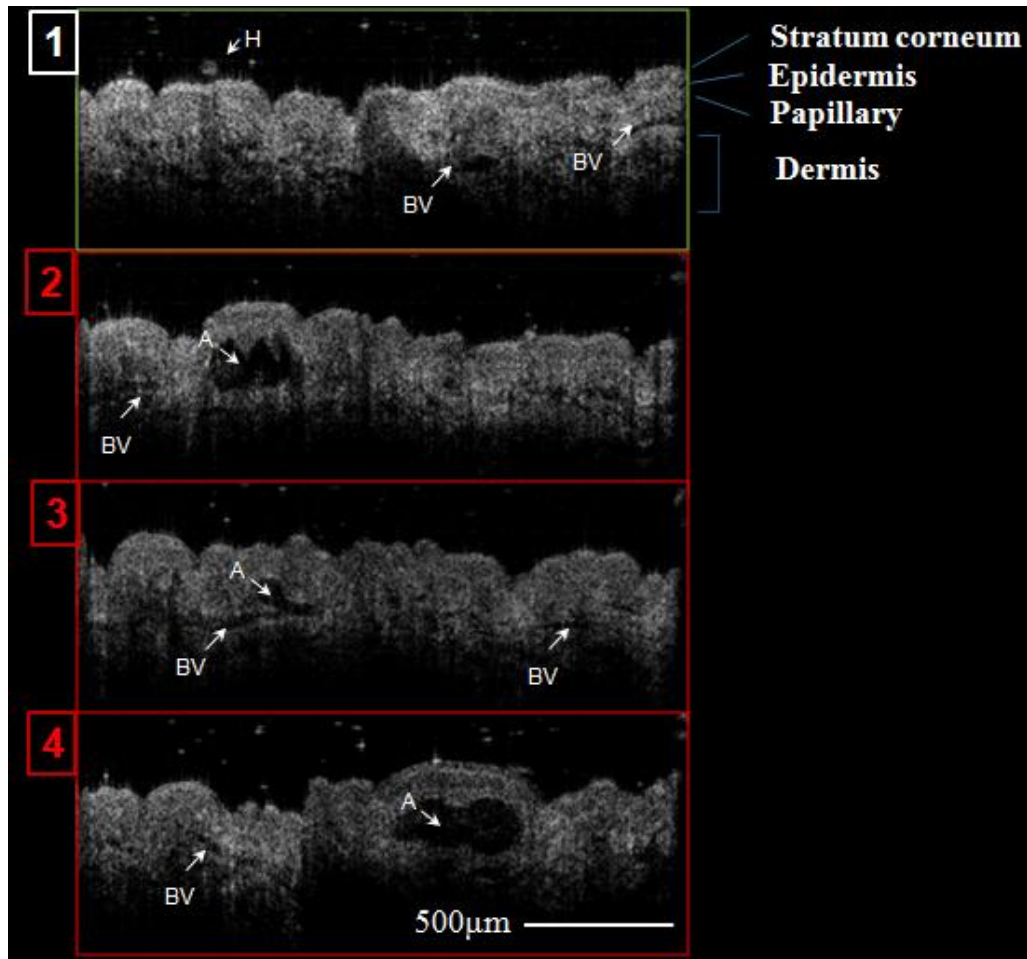 1
H
BV
BV
Stratum corneum
Epidermis
Papillary
Dermis
2
A
BV
3
A
BV
BV
4
A
BV
500μm